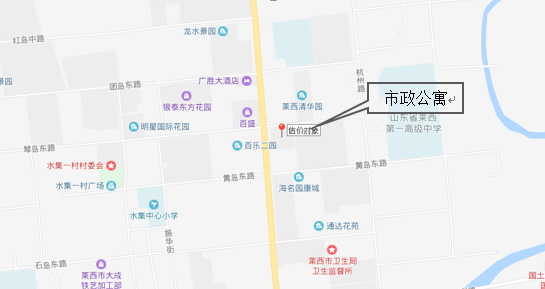 龙水景园
红岛中路
杭州路
景园
团岛东路
广胜大酒店
市政公寓
银泰东方花园
莱西清华园
百盛
山东省莱西
第一高级中学
明星国际花园
估价对象
琴岛东路
百乐二园
水集一村村委会
黄岛东路
黄岛东路
水集一村广场
海名园康城
水集中心小学
通达花苑
振华街
石岛东路
莱西市大成
铁艺加工部
莱西市卫生局
卫生监督所
国土